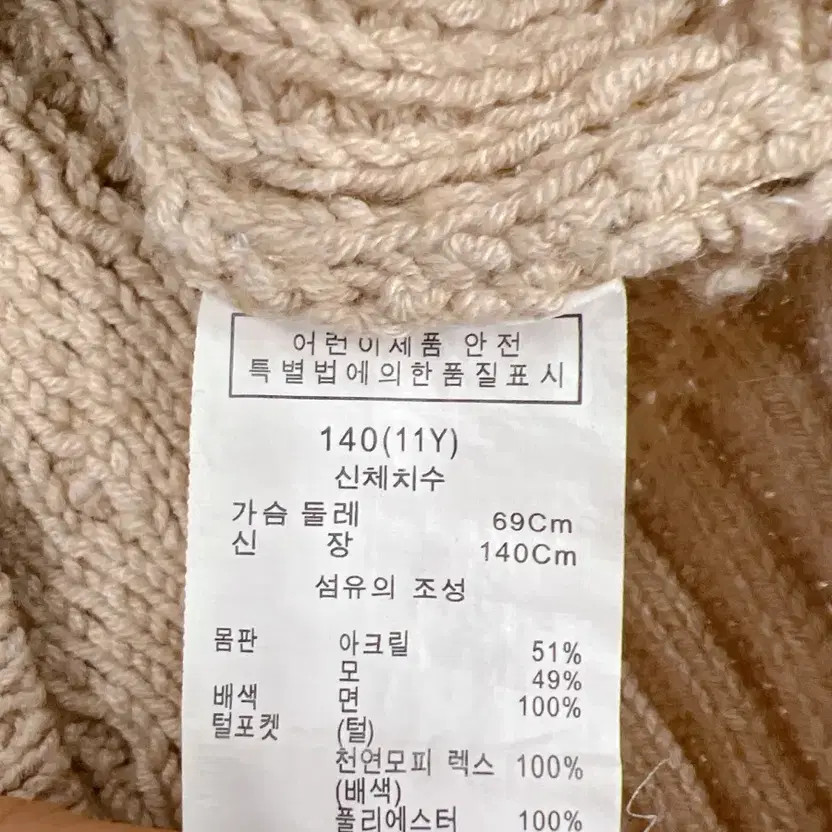 어린이제품 안전
특별법에의한품질표시
140(11Y)
신체치수
가슴둘레 69Cm
신 장 140Cm
섬유의 조성
몸판 아크릴 51%
모 49%
배색 면 100%
털포켓 (털)
천연모피 렉스 100%
(배색)
폴리에스터 100%